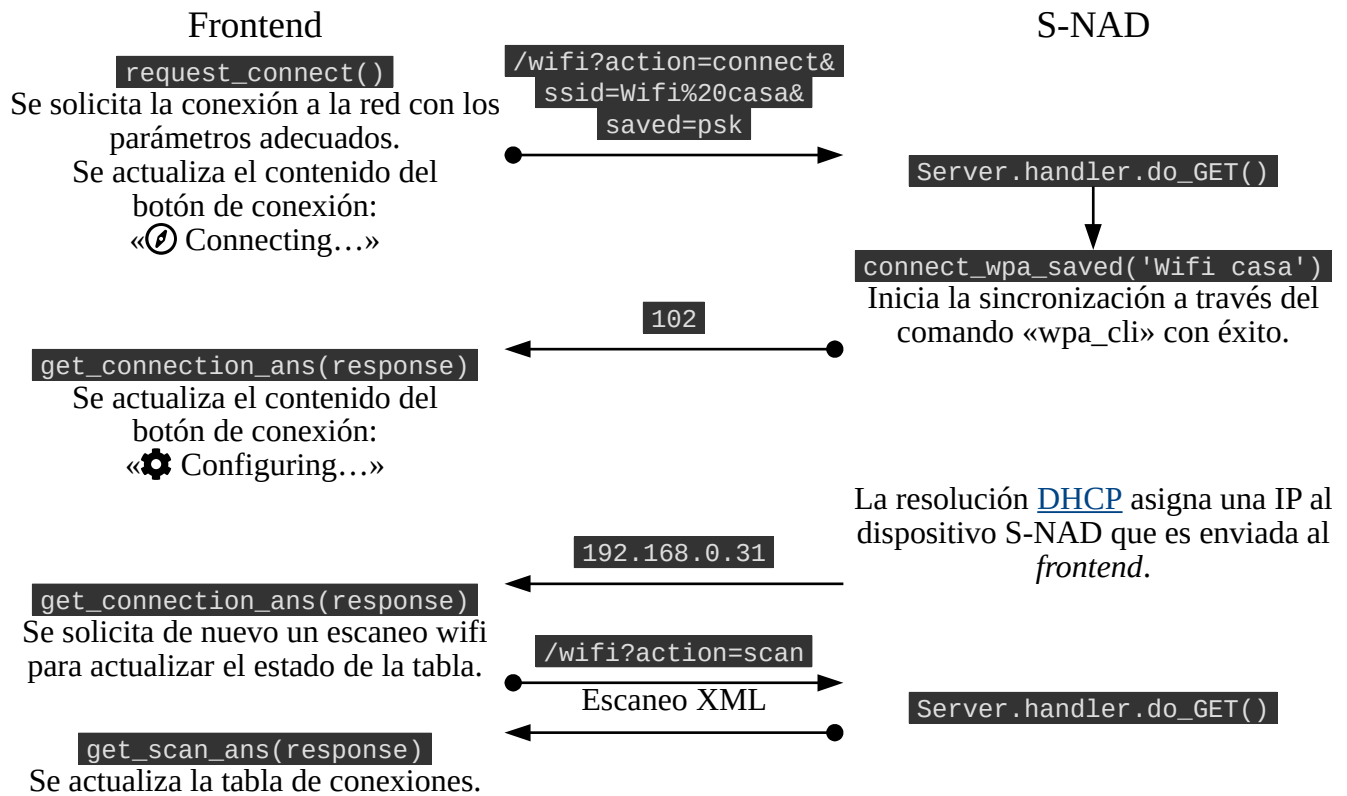 Frontend
S-NAD
request_connect()
Se solicita la conexión a la red con los
parámetros adecuados.
Se actualiza el contenido del
botón de conexión:
« Connecting…»
/wifi?action=connect&
ssid=Wifi%20casa&
saved=psk
Server.handler.do_GET()
connect_wpa_saved('Wifi casa')
Inicia la sincronización a través del
comando «wpa_cli» con éxito.
102
get_connection_ans(response)
Se actualiza el contenido del
botón de conexión:
« Configuring…»
La resolución DHCP asigna una IP al
dispositivo S-NAD que es enviada al
frontend.
192.168.0.31
get_connection_ans(response)
Se solicita de nuevo un escaneo wifi
para actualizar el estado de la tabla.
/wifi?action=scan
Server.handler.do_GET()
Escaneo XML
get_scan_ans(response)
Se actualiza la tabla de conexiones.